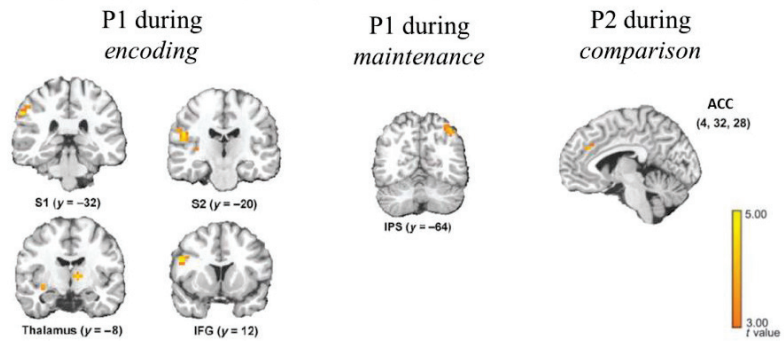 P1 during
encoding
P1 during
maintenance
P2 during
comparison
S1 (y = –32)
S2 (y = –20)
Thalamus (y = –8)
IFG (y = 12)
IPS (y = –64)
ACC
(4, 32, 28)
5.00
3.00
t value